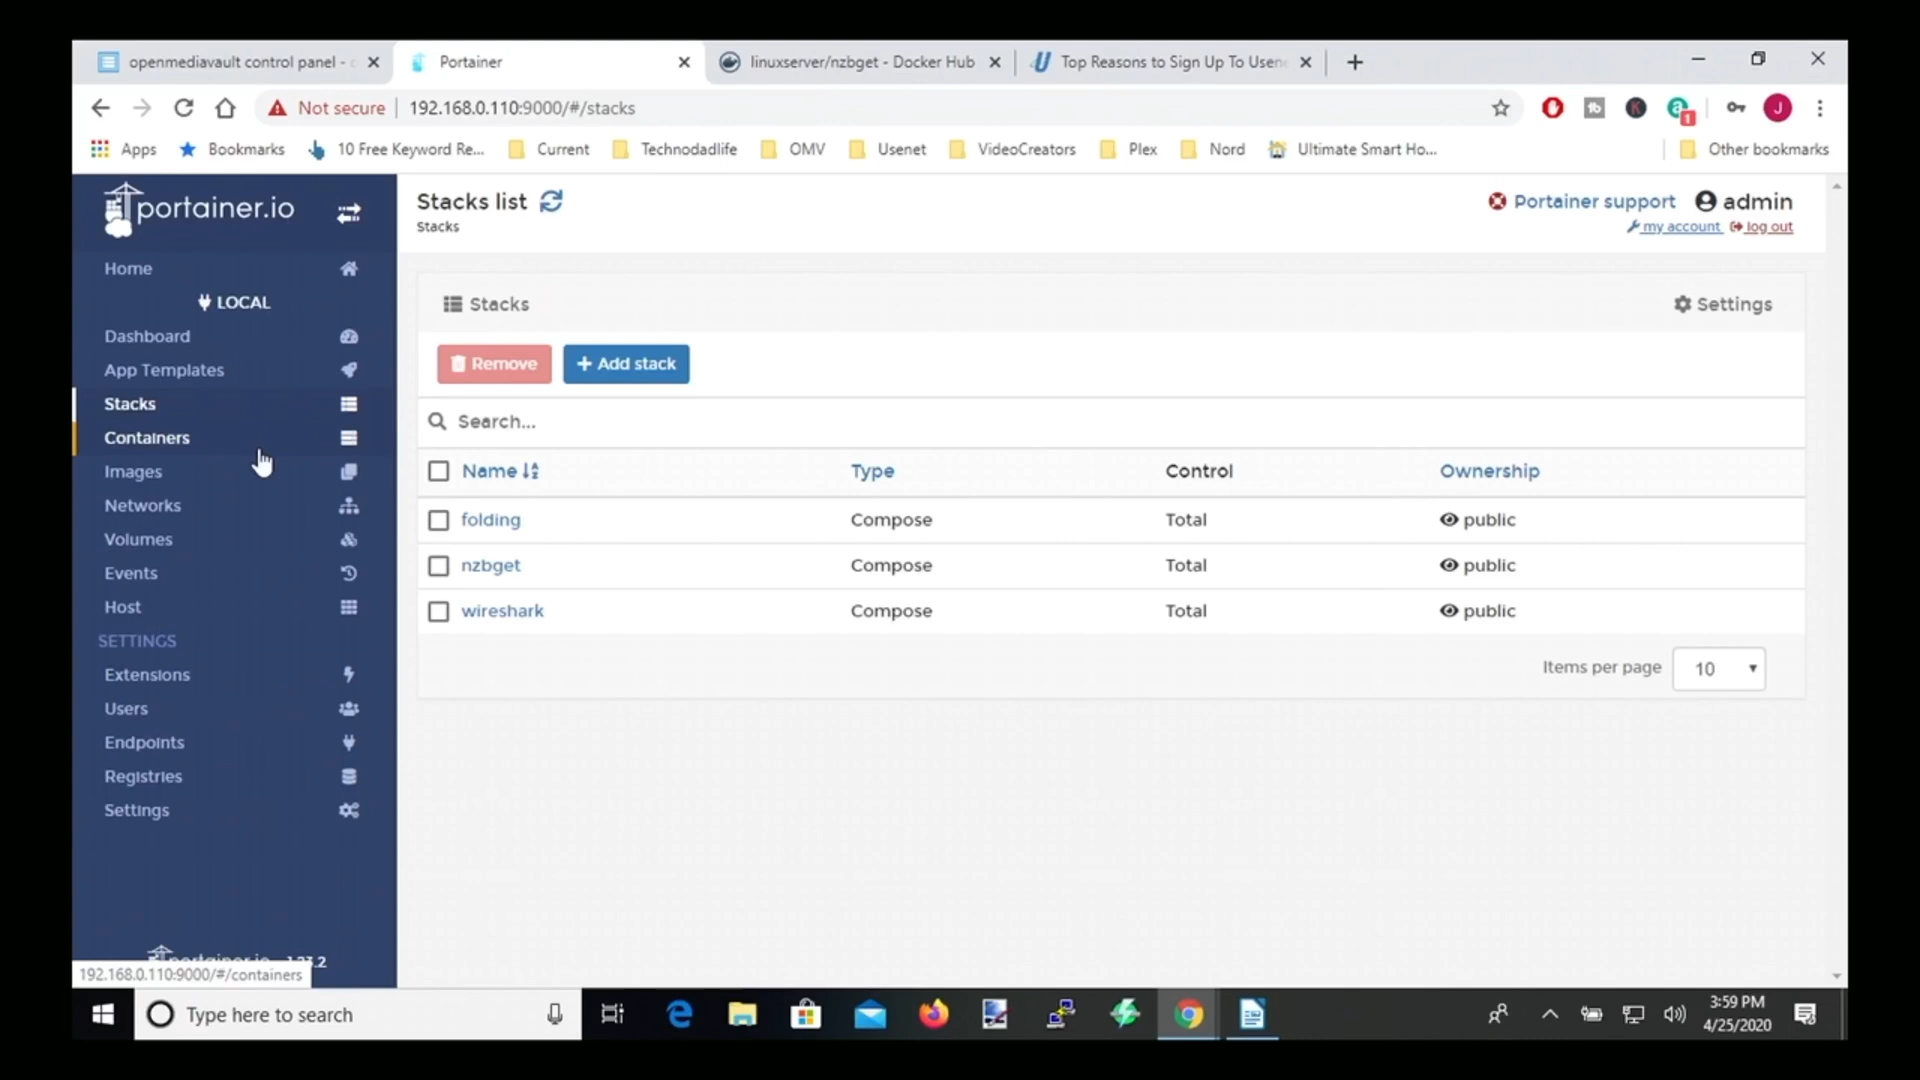 openmediavault control panel -
Portainer
linuxserver/nzbget - Docker Hub
Top Reasons to Sign Up To Usene
Not secure
192.168.0.110:9000/#/stacks
1
J
Apps
Bookmarks
10 Free Keyword Re...
Current
Technodadlife
OMV
Usenet
VideoCreators
Plex
Nord
Ultimate Smart Ho...
Other bookmarks
portainer.io
Stacks list
Stacks
Portainer support
admin
my account
log out
Home
LOCAL
Dashboard
App Templates
Stacks
Containers
Images
Networks
Volumes
Events
Host
SETTINGS
Extensions
Users
Endpoints
Registries
Settings
Stacks
Settings
Remove
+ Add stack
Search...
Name
Type
Control
Ownership
folding
Compose
Total
public
nzbget
Compose
Total
public
wireshark
Compose
Total
public
Items per page
10
portainer.io
192.168.0.110:9000/#/containers
Type here to search
3:59 PM
4/25/2020